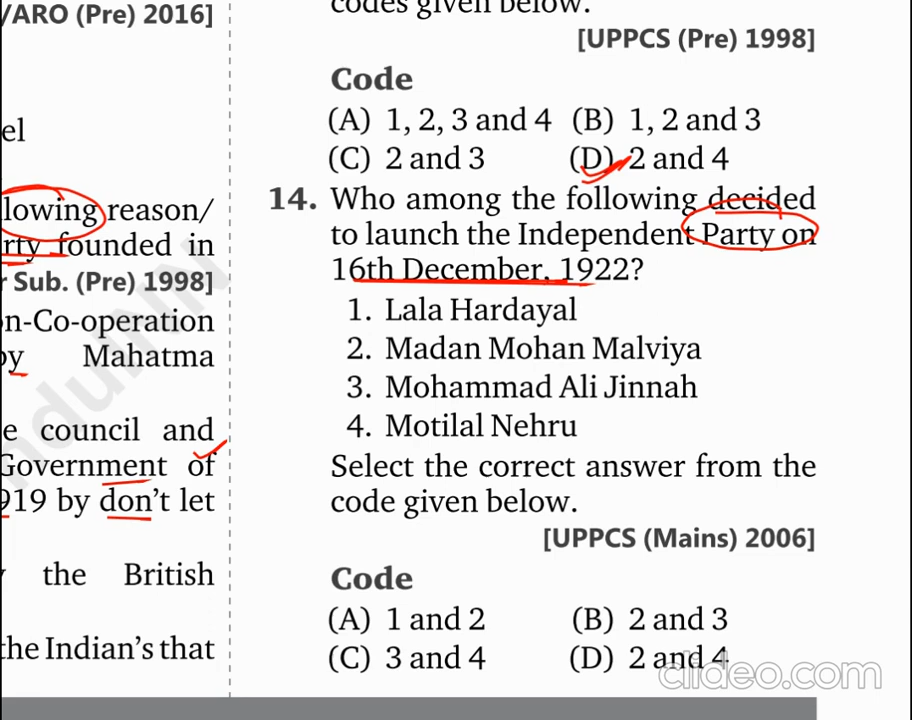 /ARO (Pre) 2016]
el
lowing reason/
rty founded in
Sub. (Pre) 1998]
n-Co-operation
by Mahatma
e council and
Government of
919 by don't let
the British
the Indian's that
codes given below.
[UPPCS (Pre) 1998]
Code
(A) 1, 2, 3 and 4 (B) 1, 2 and 3
(C) 2 and 3 (D) 2 and 4
14. Who among the following decided
to launch the Independent Party on
16th December, 1922?
1. Lala Hardayal
2. Madan Mohan Malviya
3. Mohammad Ali Jinnah
4. Motilal Nehru
Select the correct answer from the
code given below.
[UPPCS (Mains) 2006]
Code
(A) 1 and 2 (B) 2 and 3
(C) 3 and 4 (D) 2 and 4
clideo.com